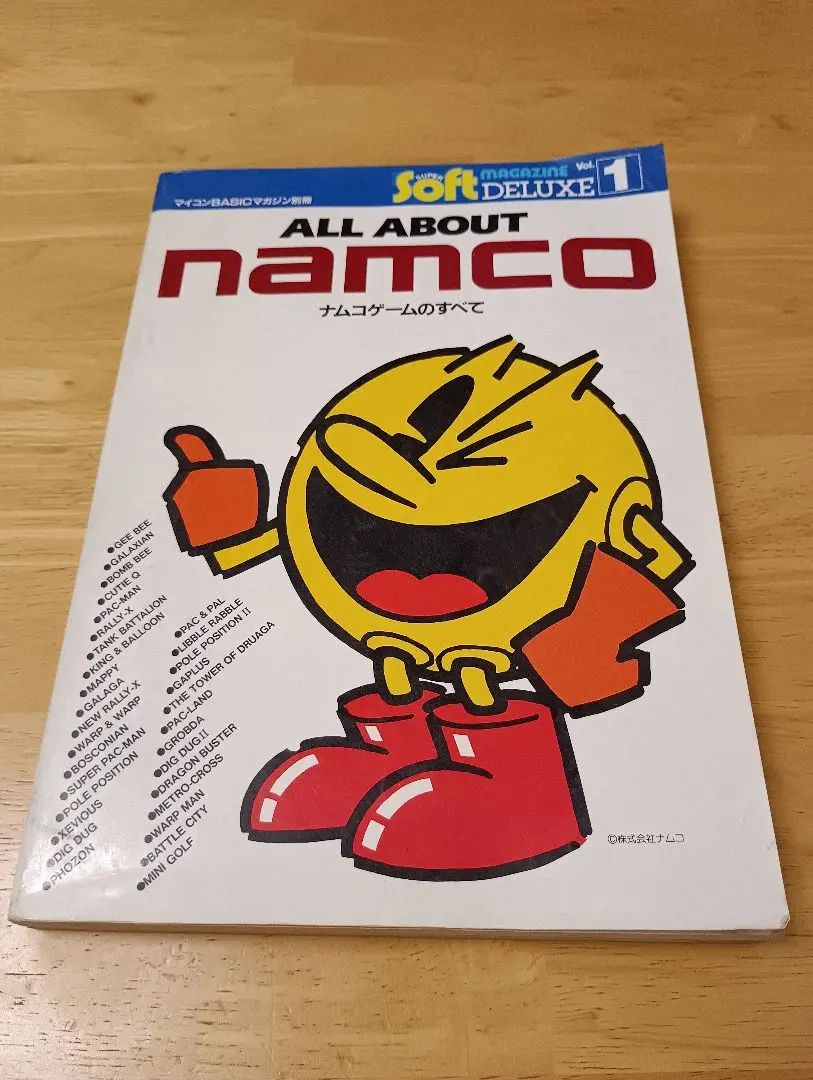 マイコンBASICマガジン別冊
SUPER Soft MAGAZINE DELUXE Vol. 1
ALL ABOUT
namco
ナムコゲームのすべて
●GEE BEE
●GALAXIAN
●BOMB BEE
●CUTIE Q
●PAC-MAN
●RALLY-X
●TANK BATTALION
●KING & BALLOON
●MAPPY
●GALAGA
●NEW RALLY-X
●WARP & WARP
●BOSCONIAN
●SUPER PAC-MAN
●POLE POSITION
●XEVIOUS
●DIG DUG
●PHOZON
●PAC & PAL
●LIBBLE RABBLE
●POLE POSITION II
●GAPLUS
●THE TOWER OF DRUAGA
●PAC-LAND
●GROBDA
●DIG DUG II
●DRAGON BUSTER
●METRO-CROSS
●WARP MAN
●BATTLE CITY
●MINI GOLF
©株式会社ナムコ